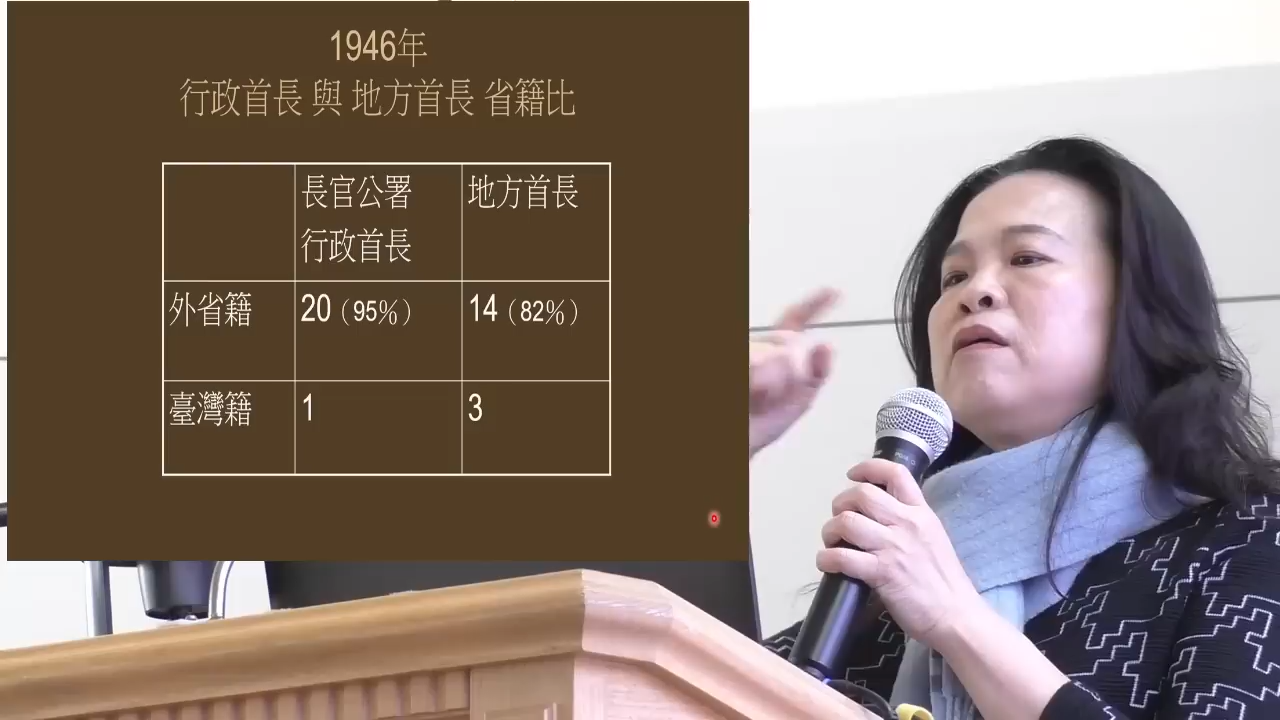 1946年
行政首長 與 地方首長 省籍比
長官公署
行政首長
地方首長
外省籍
20（95%）
14（82%）
臺灣籍
1
3